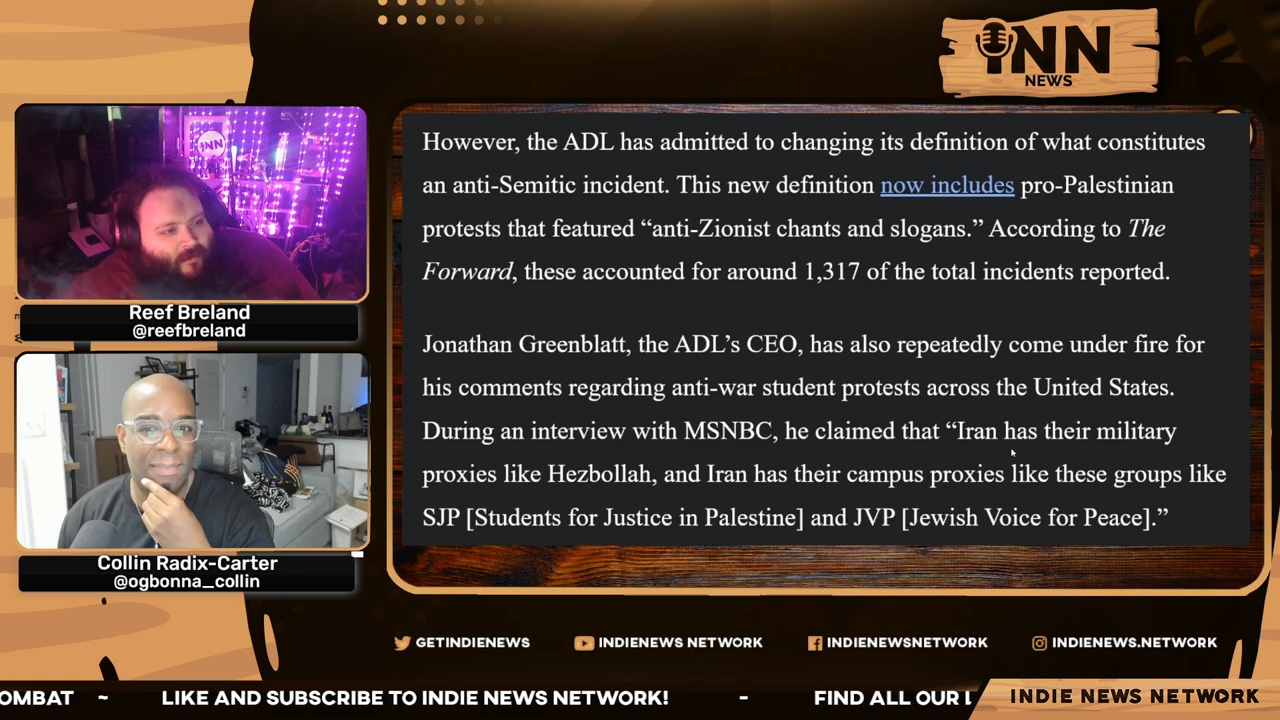 INN
NEWS
However, the ADL has admitted to changing its definition of what constitutes
an anti-Semitic incident. This new definition now includes pro-Palestinian
protests that featured “anti-Zionist chants and slogans.” According to The
Forward, these accounted for around 1,317 of the total incidents reported.
Jonathan Greenblatt, the ADL’s CEO, has also repeatedly come under fire for
his comments regarding anti-war student protests across the United States.
During an interview with MSNBC, he claimed that “Iran has their military
proxies like Hezbollah, and Iran has their campus proxies like these groups like
SJP [Students for Justice in Palestine] and JVP [Jewish Voice for Peace].”
INN
Reef Breland
@reefbreland
Collin Radix-Carter
@ogbonna_collin
GETINDIENEWS
INDIENEWS NETWORK
INDIENEWSNETWORK
INDIENEWS.NETWORK
OMBAT ~ LIKE AND SUBSCRIBE TO INDIE NEWS NETWORK! - FIND ALL OUR
INDIE NEWS NETWORK